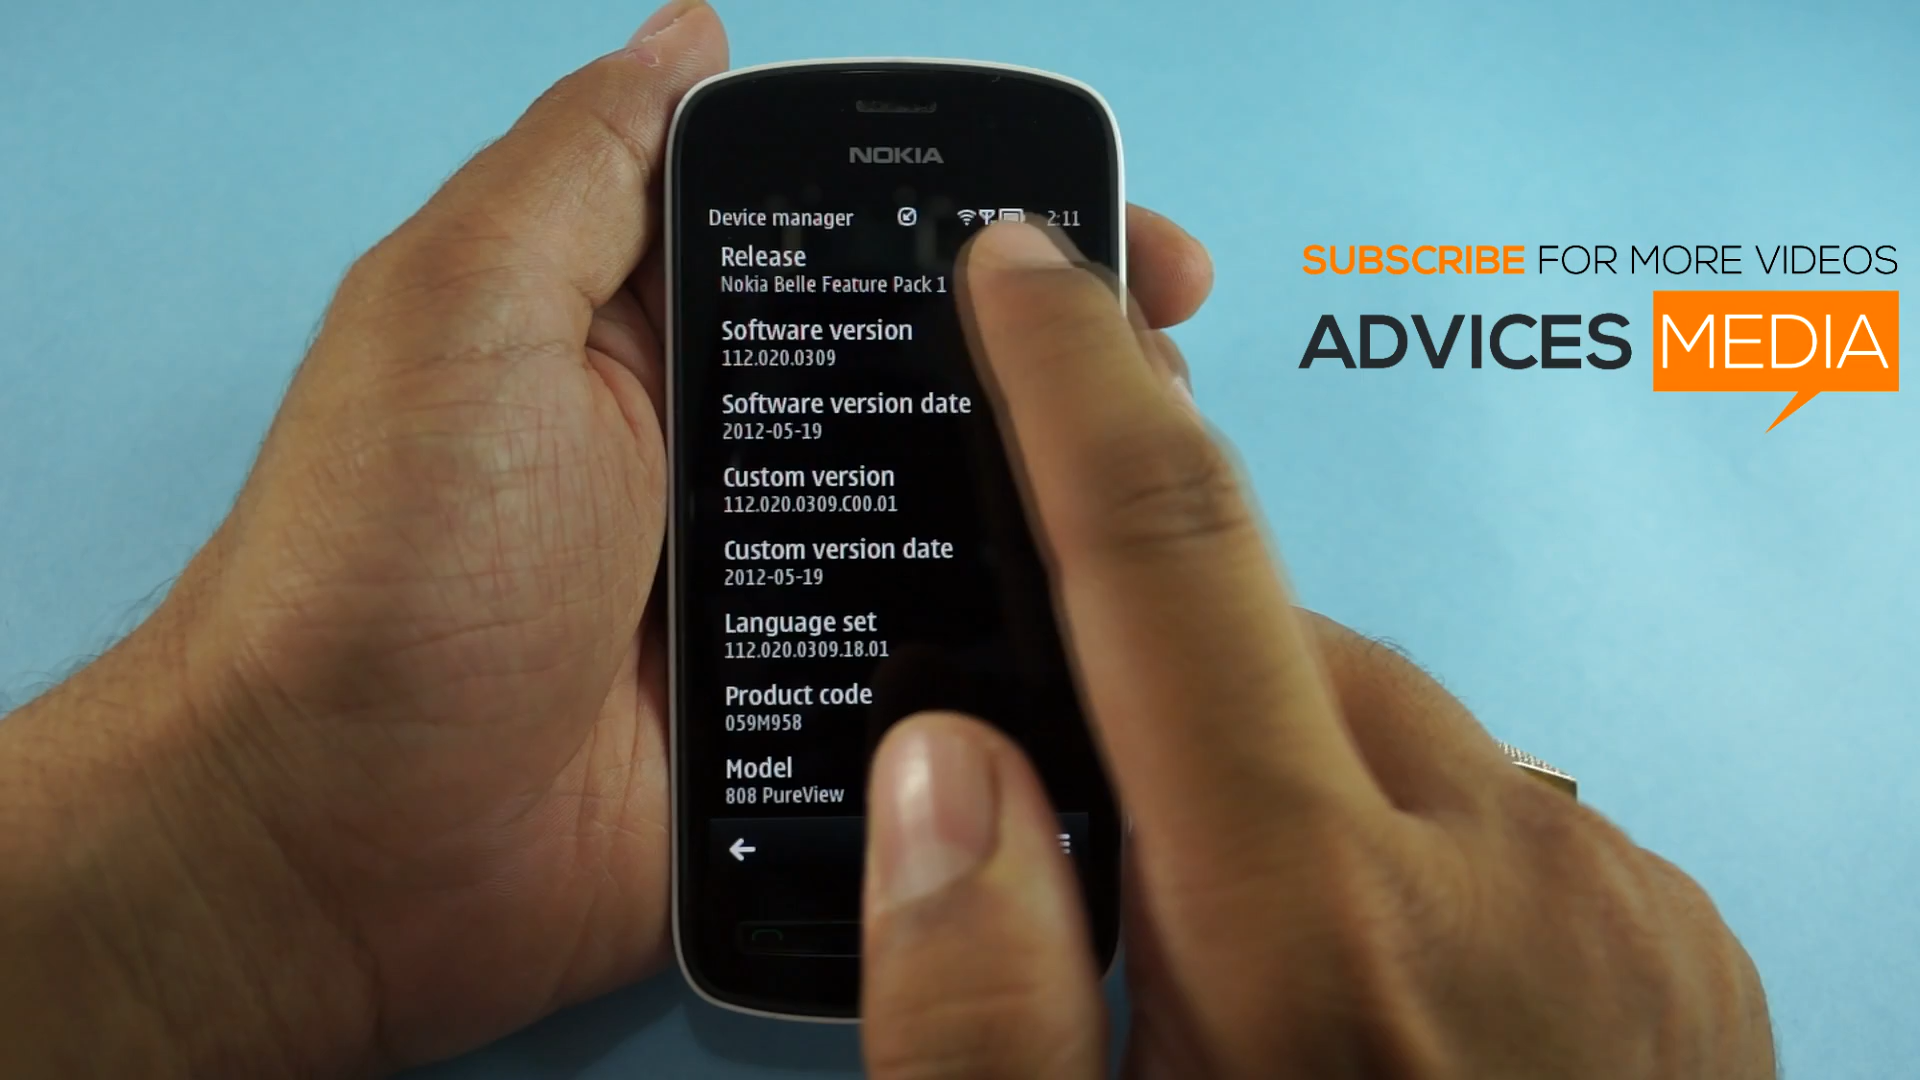 NOKIA
Device manager 2:11
Release
Nokia Belle Feature Pack 1
Software version
112.020.0309
Software version date
2012-05-19
Custom version
112.020.0309.C00.01
Custom version date
2012-05-19
Language set
112.020.0309.18.01
Product code
059M958
Model
808 PureView
SUBSCRIBE FOR MORE VIDEOS
ADVICES MEDIA